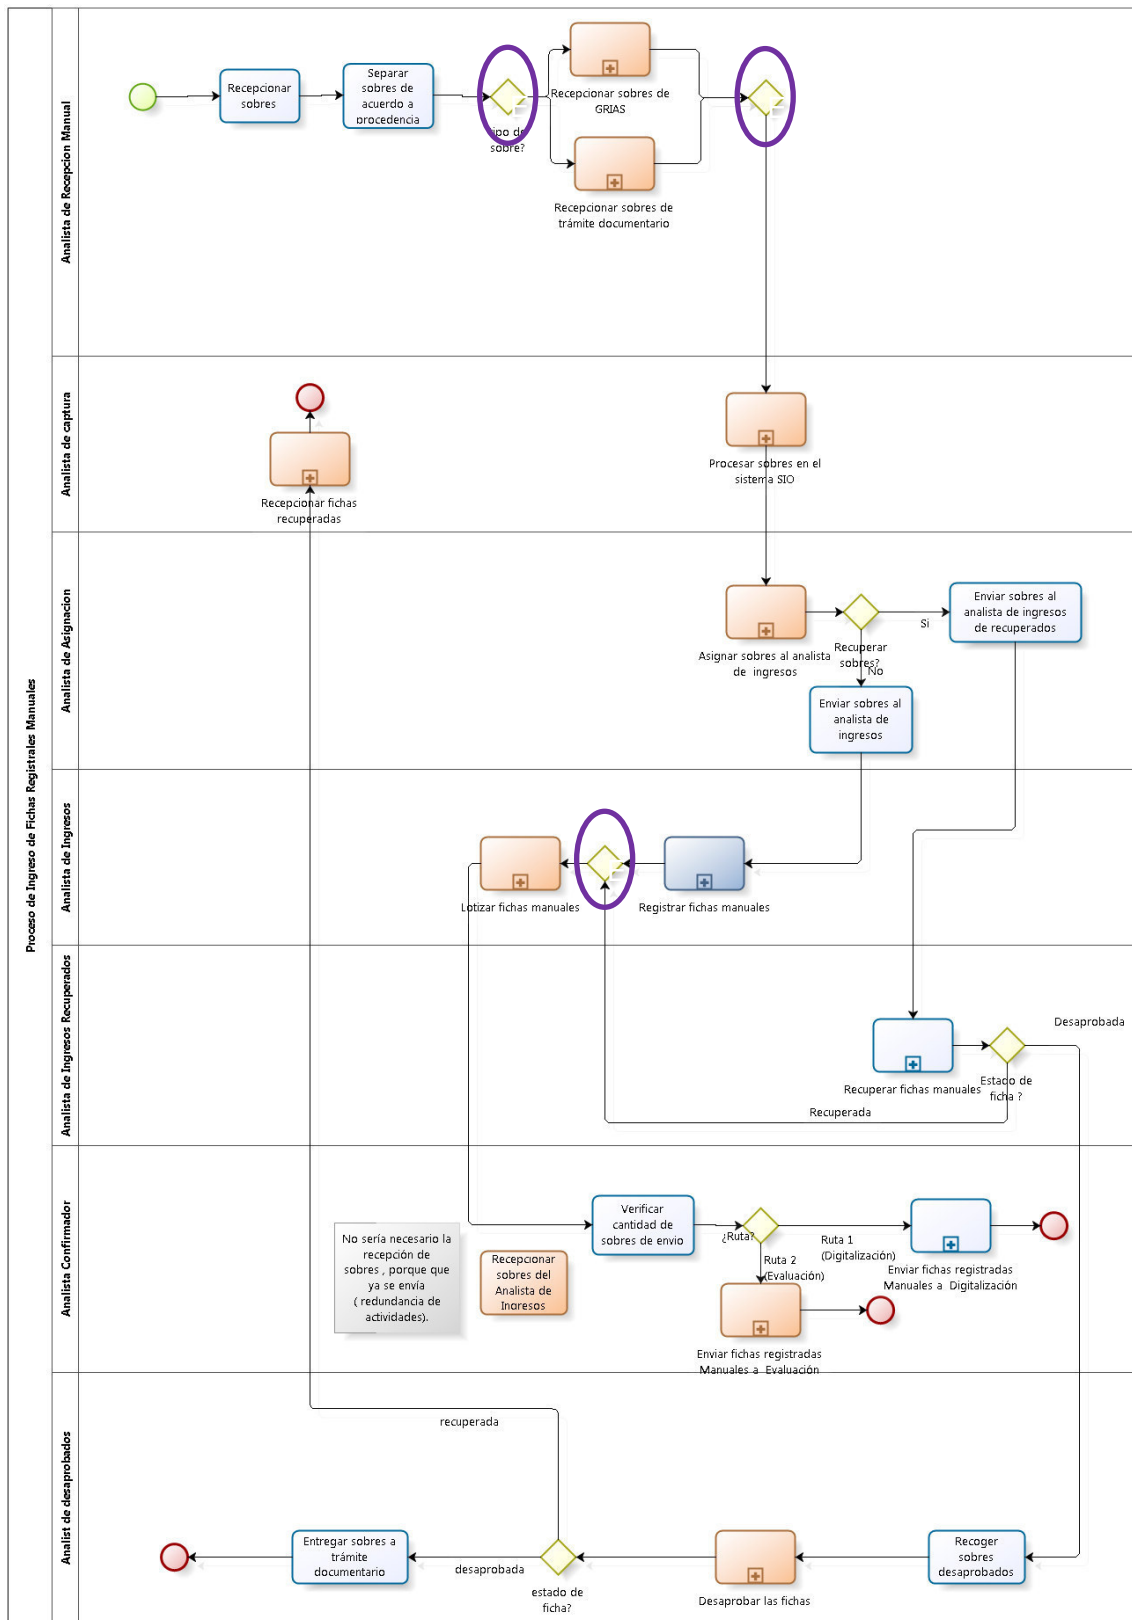 Proceso de Ingreso de Fichas Registrales Manuales
Analista de Recepcion Manual
Recepcionar
sobres
Separar
sobres de
acuerdo a
procedencia
ipo de
sobre?
Recepcionar sobres de
GRIAS
Recepcionar sobres de
trámite documentario
Analista de captura
Recepcionar fichas
recuperadas
Procesar sobres en el
sistema SIO
Analista de Asignacion
Asignar sobres al analista
de ingresos
Recuperar
sobres?
Si
No
Enviar sobres al
analista de ingresos
de recuperados
Enviar sobres al
analista de
ingresos
Analista de Ingresos
Lotizar fichas manuales
Registrar fichas manuales
Analista de Ingresos Recuperados
Recuperar fichas manuales
Estado de
ficha ?
Desaprobada
Recuperada
Analista Confirmador
No sería necesario la
recepción de
sobres , porque que
ya se envía
( redundancia de
actividades).
Recepcionar
sobres del
Analista de
Ingresos
Verificar
cantidad de
sobres de envio
¿Ruta?
Ruta 1
(Digitalización)
Ruta 2
(Evaluación)
Enviar fichas registradas
Manuales a Digitalización
Enviar fichas registradas
Manuales a Evaluación
Analist de desaprobados
recuperada
Entregar sobres a
trámite
documentario
desaprobada
estado de
ficha?
Desaprobar las fichas
Recoger
sobres
desaprobados